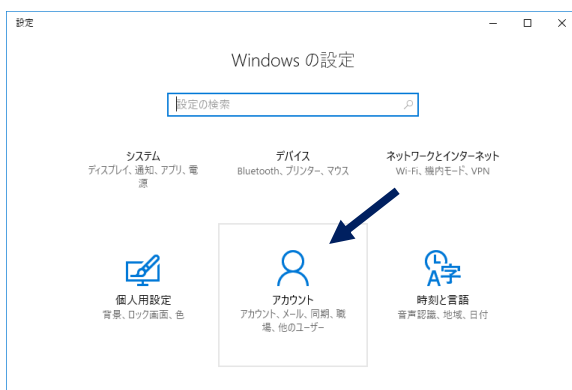 設定
Windows の設定
設定の検索
システム
ディスプレイ、通知、アプリ、電
源
デバイス
Bluetooth、プリンター、マウス
ネットワークとインターネット
Wi-Fi、機内モード、VPN
個人用設定
背景、ロック画面、色
アカウント
アカウント、メール、同期、職
場、他のユーザー
時刻と言語
音声認識、地域、日付